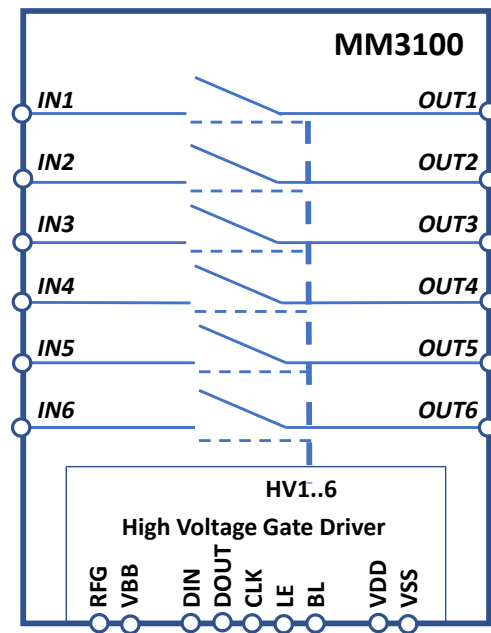 MM3100
IN1 OUT1
IN2 OUT2
IN3 OUT3
IN4 OUT4
IN5 OUT5
IN6 OUT6
HV1..6
High Voltage Gate Driver
RFG VBB DIN DOUT CLK LE BL VDD VSS